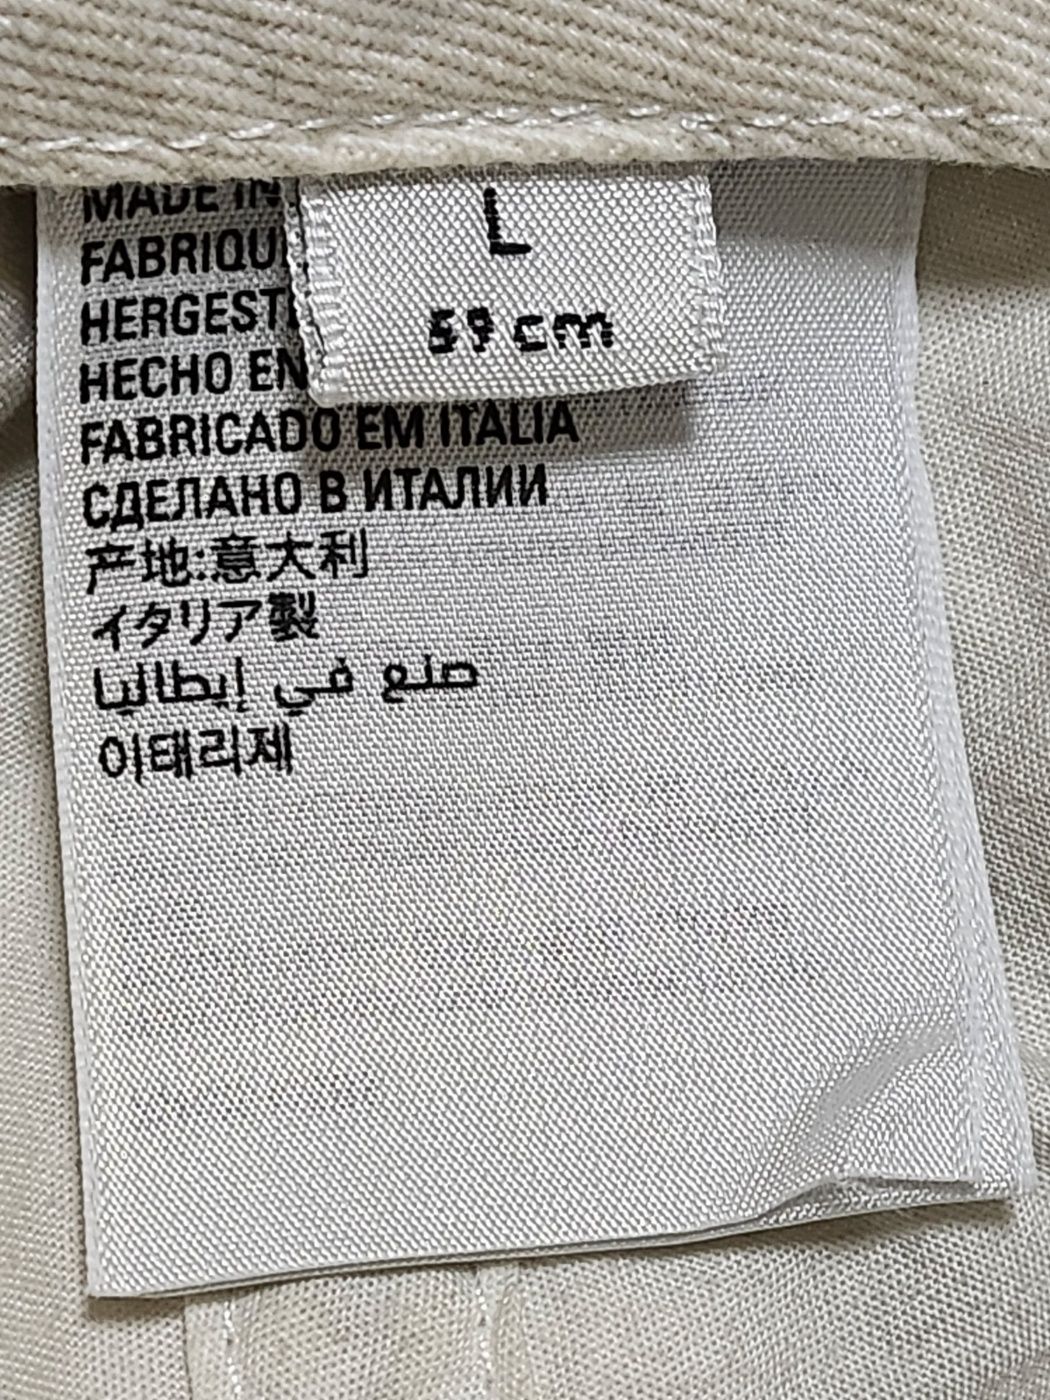 L
59 cm
MADE IN
FABRIQU
HERGEST
HECHO EN
FABRICADO EM ITALIA
СДЕЛАНО В ИТАЛИИ
产地:意大利
イタリア製
صنع في إيطاليا
이태리제